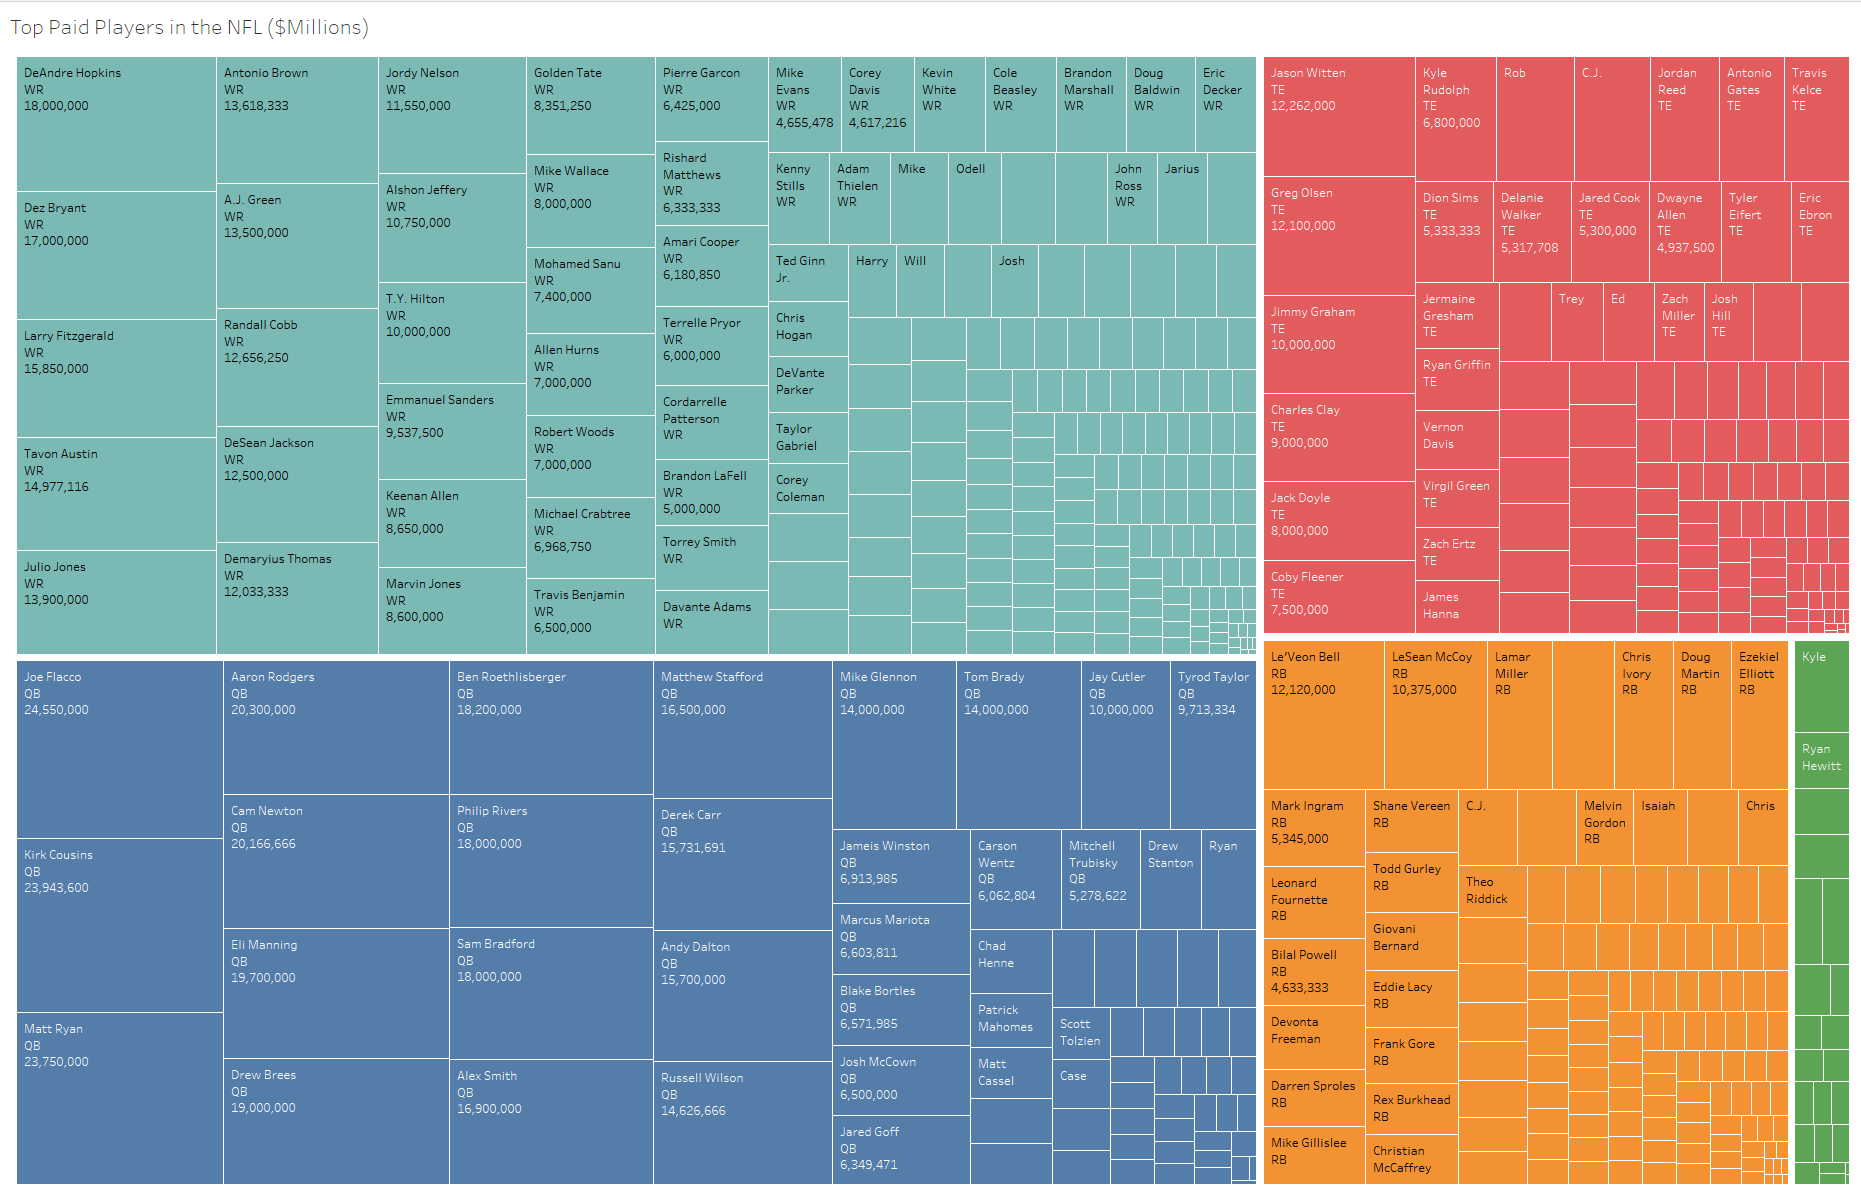 Top Paid Players in the NFL ($Millions)
DeAndre Hopkins
WR
18,000,000
Dez Bryant
WR
17,000,000
Larry Fitzgerald
WR
15,850,000
Tavon Austin
WR
14,977,116
Julio Jones
WR
13,900,000
Antonio Brown
WR
13,618,333
A.J. Green
WR
13,500,000
Randall Cobb
WR
12,656,250
DeSean Jackson
WR
12,500,000
Demaryius Thomas
WR
12,033,333
Jordy Nelson
WR
11,550,000
Alshon Jeffery
WR
10,750,000
T.Y. Hilton
WR
10,000,000
Emmanuel Sanders
WR
9,537,500
Keenan Allen
WR
8,650,000
Marvin Jones
WR
8,600,000
Golden Tate
WR
8,351,250
Mike Wallace
WR
8,000,000
Mohamed Sanu
WR
7,400,000
Allen Hurns
WR
7,000,000
Robert Woods
WR
7,000,000
Michael Crabtree
WR
6,968,750
Travis Benjamin
WR
6,500,000
Pierre Garcon
WR
6,425,000
Rishard
Matthews
WR
6,333,333
Amari Cooper
WR
6,180,850
Terrelle Pryor
WR
6,000,000
Cordarrelle
Patterson
WR
Brandon LaFell
WR
5,000,000
Torrey Smith
WR
Davante Adams
WR
Mike
Evans
WR
4,655,478
Corey
Davis
WR
4,617,216
Kevin
White
WR
Cole
Beasley
WR
Brandon
Marshall
WR
Doug
Baldwin
WR
Eric
Decker
WR
Kenny
Stills
WR
Adam
Thielen
WR
Mike
Odell
John
Ross
WR
Jarius
Ted Ginn
Jr.
Harry
Will
Josh
Chris
Hogan
DeVante
Parker
Taylor
Gabriel
Corey
Coleman
Jason Witten
TE
12,262,000
Greg Olsen
TE
12,100,000
Jimmy Graham
TE
10,000,000
Charles Clay
TE
9,000,000
Jack Doyle
TE
8,000,000
Coby Fleener
TE
7,500,000
Kyle
Rudolph
TE
6,800,000
Rob
C.J.
Jordan
Reed
TE
Antonio
Gates
TE
Travis
Kelce
TE
Dion Sims
TE
5,333,333
Delanie
Walker
TE
5,317,708
Jared Cook
TE
5,300,000
Dwayne
Allen
TE
4,937,500
Tyler
Eifert
TE
Eric
Ebron
TE
Jermaine
Gresham
TE
Trey
Ed
Zach
Miller
TE
Josh
Hill
TE
Ryan Griffin
TE
Vernon
Davis
Virgil Green
TE
Zach Ertz
TE
James
Hanna
Joe Flacco
QB
24,550,000
Kirk Cousins
QB
23,943,600
Matt Ryan
QB
23,750,000
Aaron Rodgers
QB
20,300,000
Cam Newton
QB
20,166,666
Eli Manning
QB
19,700,000
Drew Brees
QB
19,000,000
Ben Roethlisberger
QB
18,200,000
Philip Rivers
QB
18,000,000
Sam Bradford
QB
18,000,000
Alex Smith
QB
16,900,000
Matthew Stafford
QB
16,500,000
Derek Carr
QB
15,731,691
Andy Dalton
QB
15,700,000
Russell Wilson
QB
14,626,666
Mike Glennon
QB
14,000,000
Tom Brady
QB
14,000,000
Jay Cutler
QB
10,000,000
Tyrod Taylor
QB
9,713,334
Jameis Winston
QB
6,913,985
Marcus Mariota
QB
6,603,811
Blake Bortles
QB
6,571,985
Josh McCown
QB
6,500,000
Jared Goff
QB
6,349,471
Carson
Wentz
QB
6,062,804
Mitchell
Trubisky
QB
5,278,622
Drew
Stanton
Ryan
Chad
Henne
Patrick
Mahomes
Matt
Cassel
Scott
Tolzien
Case
Le'Veon Bell
RB
12,120,000
LeSean McCoy
RB
10,375,000
Lamar
Miller
RB
Chris
Ivory
RB
Doug
Martin
RB
Ezekiel
Elliott
RB
Mark Ingram
RB
5,345,000
Leonard
Fournette
RB
Bilal Powell
RB
4,633,333
Devonta
Freeman
Darren Sproles
RB
Mike Gillislee
RB
Shane Vereen
RB
Todd Gurley
RB
Giovani
Bernard
Eddie Lacy
RB
Frank Gore
RB
Rex Burkhead
RB
Christian
McCaffrey
C.J.
Melvin
Gordon
RB
Isaiah
Chris
Theo
Riddick
Kyle
Ryan
Hewitt